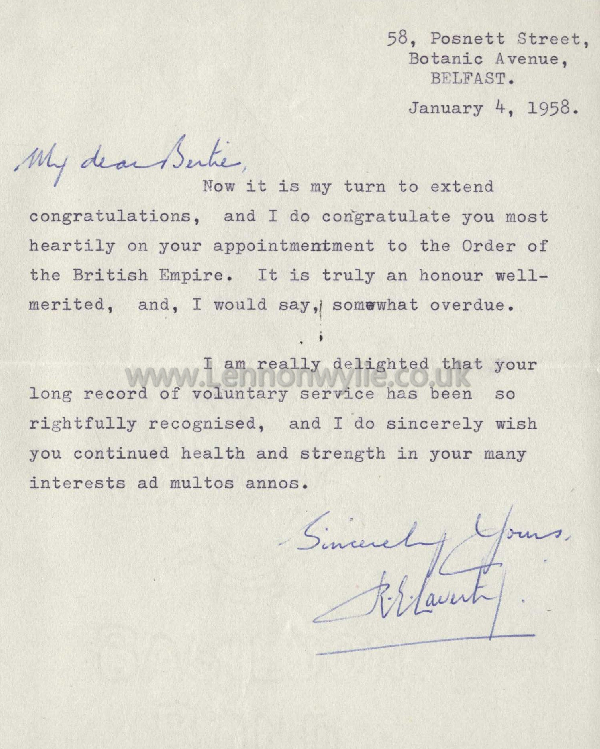 58, Posnett Street,
Botanic Avenue,
BELFAST.
January 4, 1958.
My dear Bertie,
Now it is my turn to extend
congratulations, and I do congratulate you most
heartily on your appointmentment to the Order of
the British Empire. It is truly an honour well-
merited, and, I would say, somewhat overdue.
I am really delighted that your
www.Lennonwylie.co.uk
long record of voluntary service has been so
rightfully recognised, and I do sincerely wish
you continued health and strength in your many
interests ad multos annos.
Sincerely Yours.
R.E. Laverty